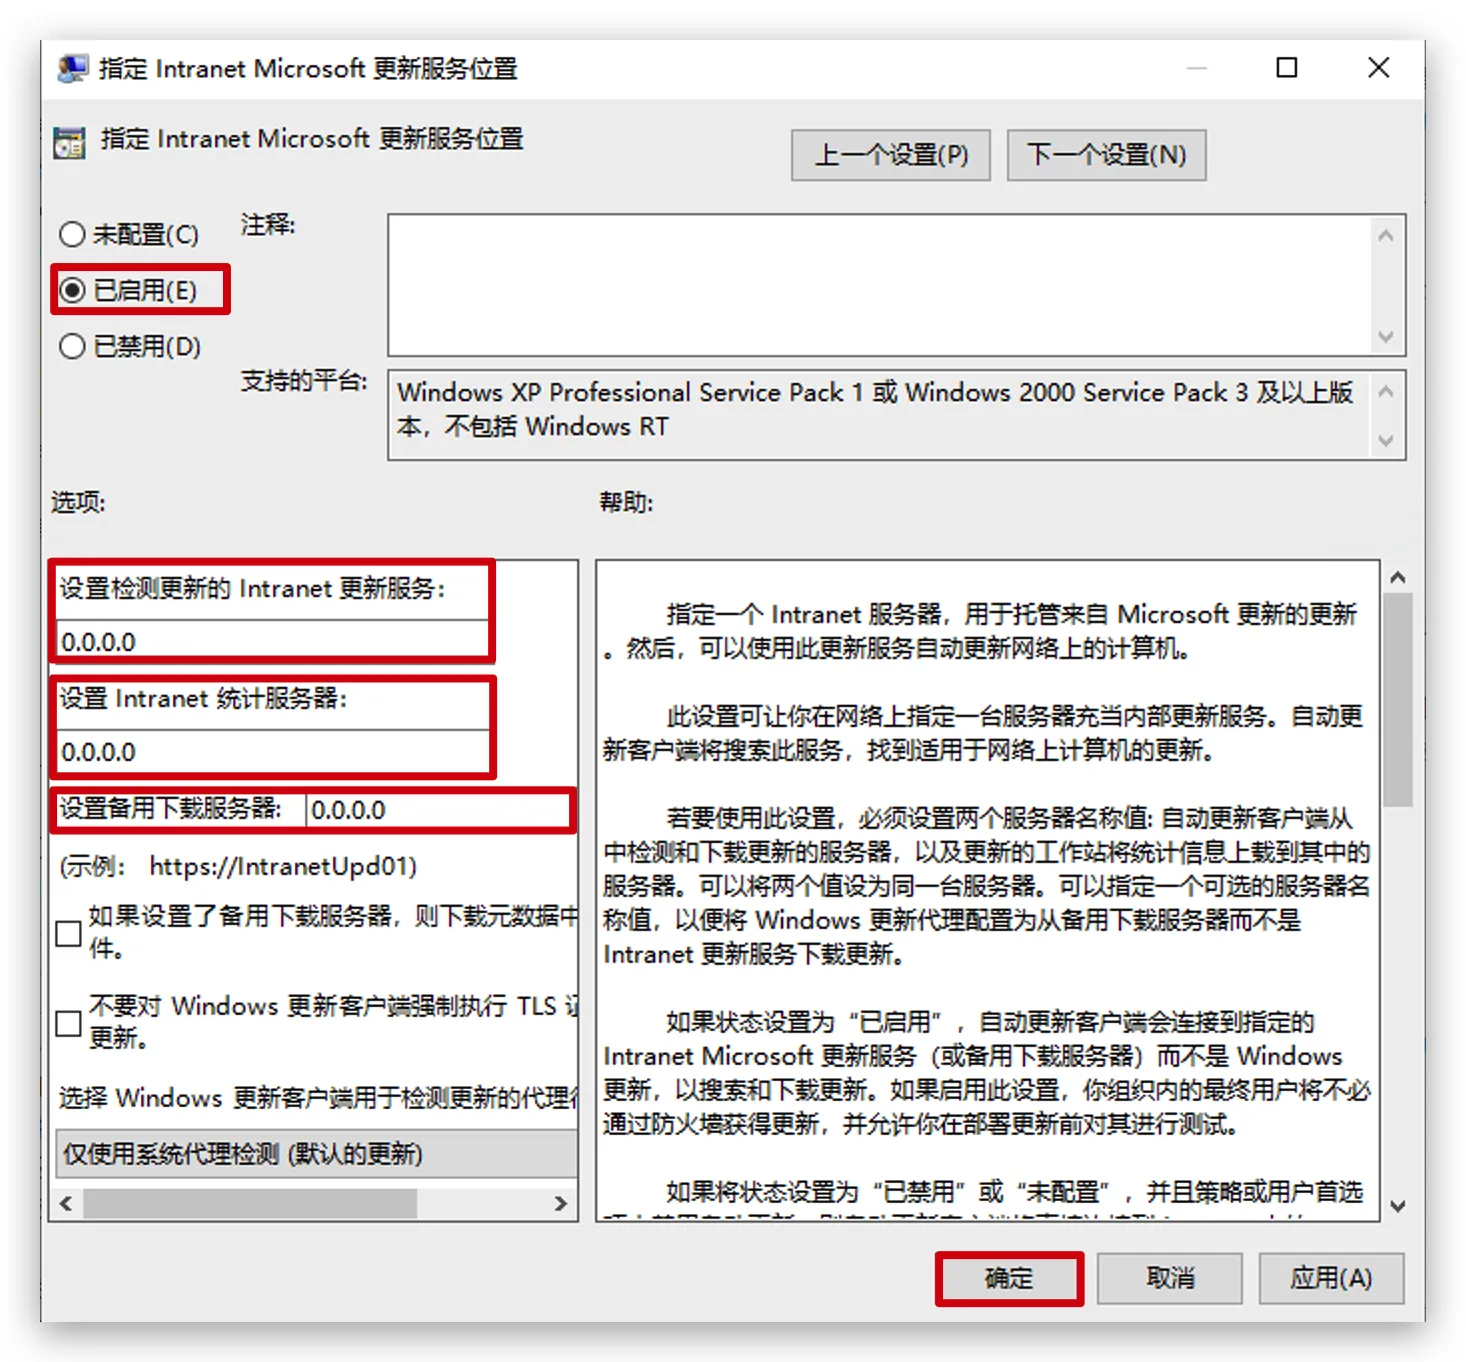 指定 Intranet Microsoft 更新服务位置
指定 Intranet Microsoft 更新服务位置
上一个设置(P)
下一个设置(N)
未配置(C)
已启用(E)
已禁用(D)
注释:
支持的平台:
Windows XP Professional Service Pack 1 或 Windows 2000 Service Pack 3 及以上版
本，不包括 Windows RT
选项:
帮助:
设置检测更新的 Intranet 更新服务:
0.0.0.0
设置 Intranet 统计服务器:
0.0.0.0
设置备用下载服务器: 0.0.0.0
(示例: https://IntranetUpd01)
如果设置了备用下载服务器，则下载元数据中
件。
不要对 Windows 更新客户端强制执行 TLS
更新。
选择 Windows 更新客户端用于检测更新的代理
仅使用系统代理检测 (默认的更新)
指定一个 Intranet 服务器，用于托管来自 Microsoft 更新的更新
。然后，可以使用此更新服务自动更新网络上的计算机。
此设置可让你在网络上指定一台服务器充当内部更新服务。自动更
新客户端将搜索此服务，找到适用于网络上计算机的更新。
若要使用此设置，必须设置两个服务器名称值: 自动更新客户端从
中检测和下载更新的服务器，以及更新的工作站将统计信息上载到其中的
服务器。可以将两个值设为同一台服务器。可以指定一个可选的服务器名
称值，以便将 Windows 更新代理配置为从备用下载服务器而不是
Intranet 更新服务下载更新。
如果状态设置为“已启用”，自动更新客户端会连接到指定的
Intranet Microsoft 更新服务（或备用下载服务器）而不是 Windows
更新，以搜索和下载更新。如果启用此设置，你组织内的最终用户将不必
通过防火墙获得更新，并允许你在部署更新前对其进行测试。
如果将状态设置为“已禁用”或“未配置”，并且策略或用户首选
确定
取消
应用(A)